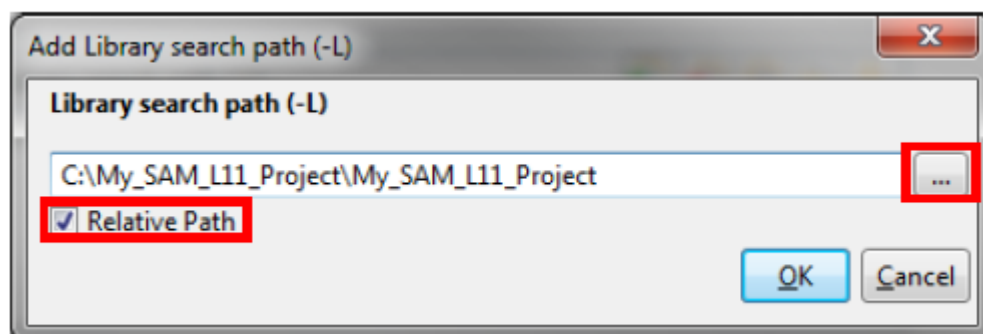 Add Library search path (-L)
Library search path (-L)
C:\My_SAM_L11_Project\My_SAM_L11_Project
...
Relative Path
OK
Cancel